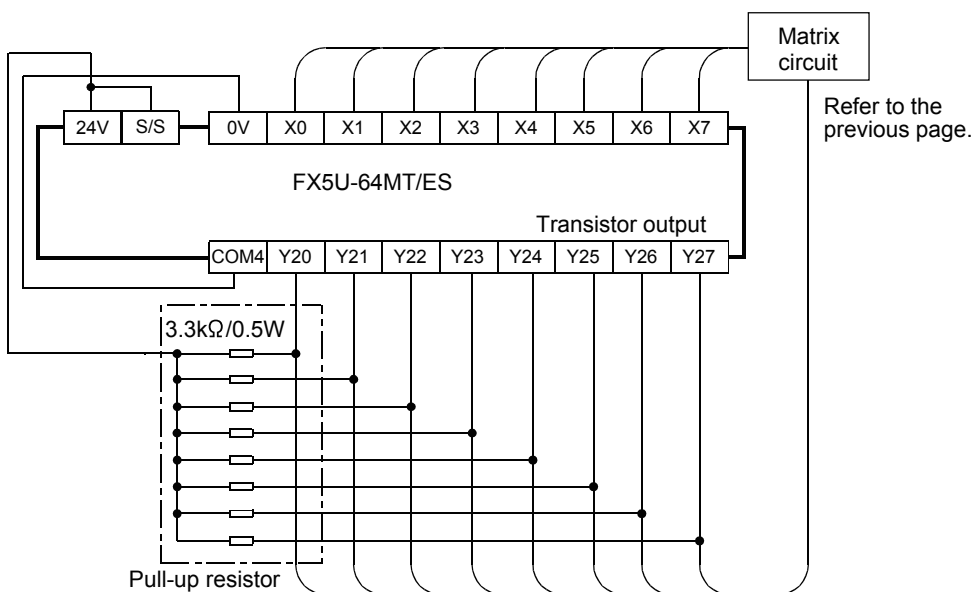 Matrix
circuit
Refer to the
previous page.
24V S/S 0V X0 X1 X2 X3 X4 X5 X6 X7
FX5U-64MT/ES
Transistor output
COM4 Y20 Y21 Y22 Y23 Y24 Y25 Y26 Y27
3.3kΩ/0.5W
Pull-up resistor